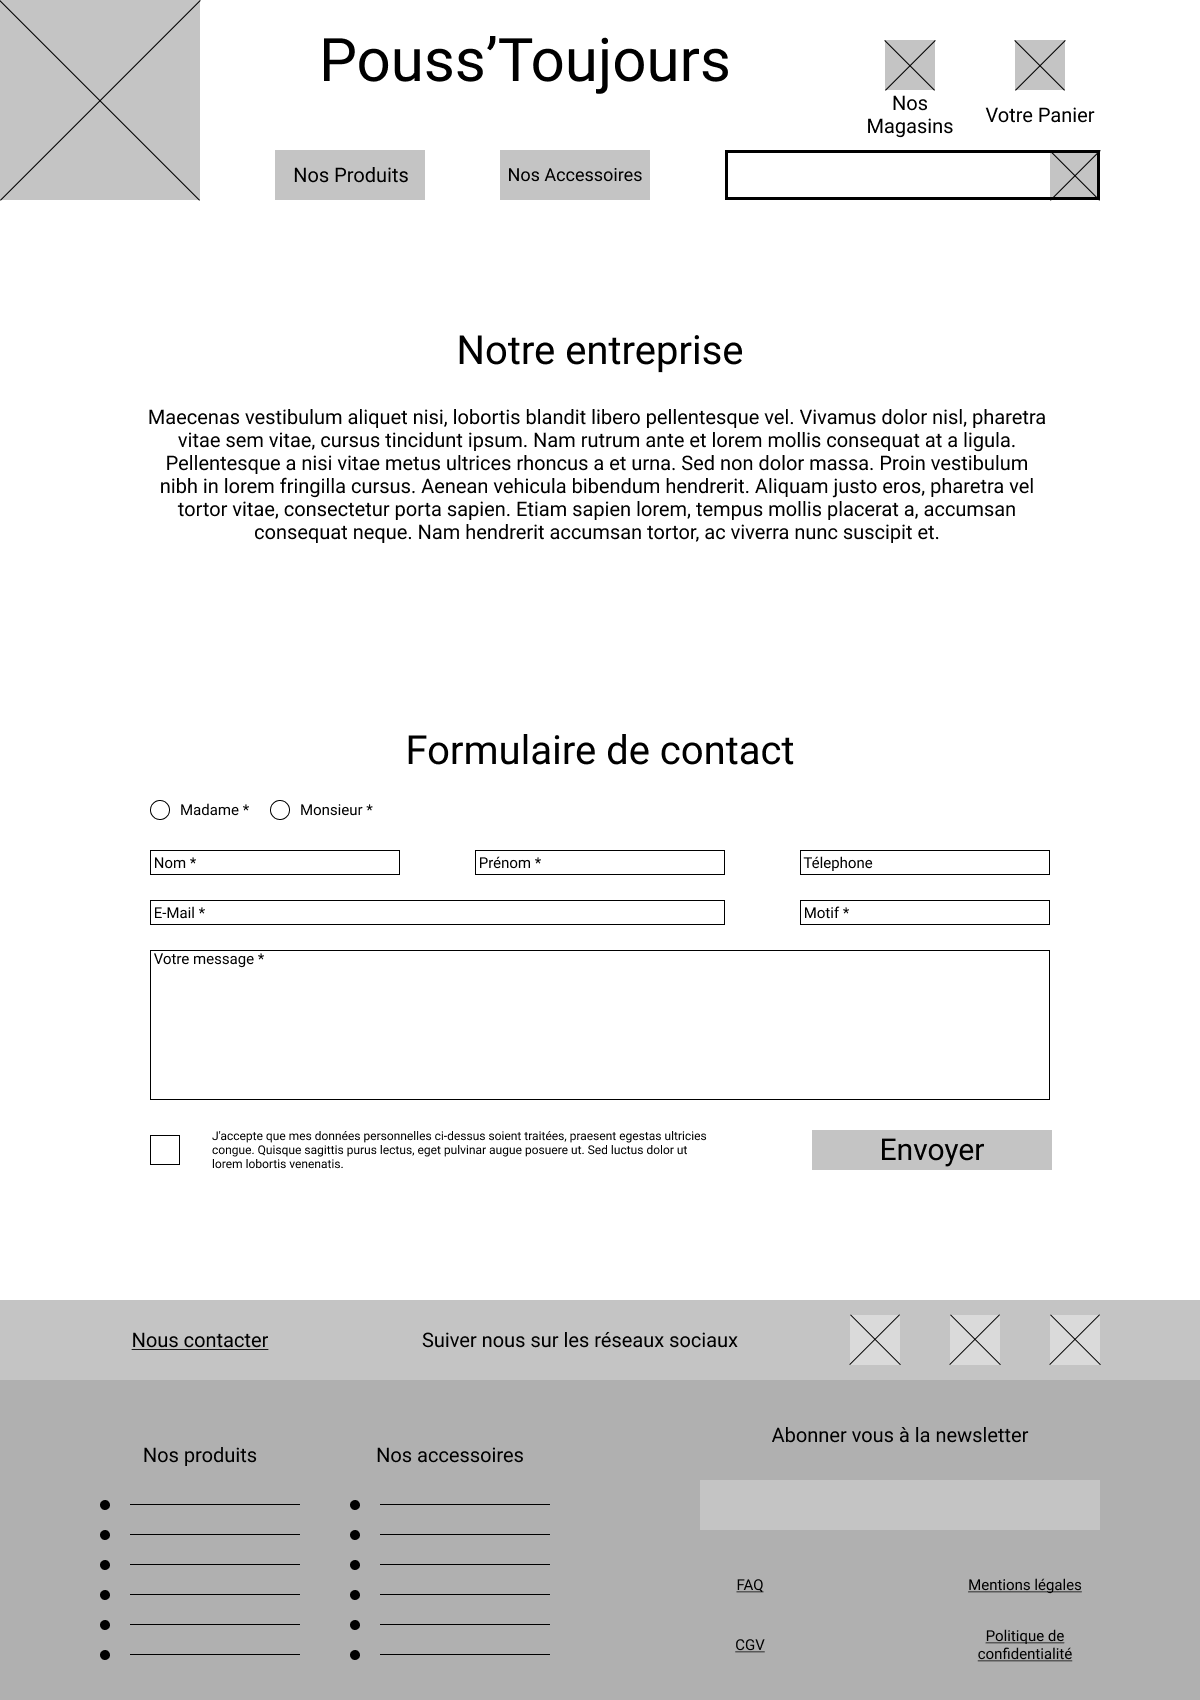 Pouss’Toujours
Nos
Magasins
Votre Panier
Nos Produits
Nos Accessoires
Notre entreprise
Maecenas vestibulum aliquet nisi, lobortis blandit libero pellentesque vel. Vivamus dolor nisl, pharetra
vitae sem vitae, cursus tincidunt ipsum. Nam rutrum ante et lorem mollis consequat at a ligula.
Pellentesque a nisi vitae metus ultrices rhoncus a et urna. Sed non dolor massa. Proin vestibulum
nibh in lorem fringilla cursus. Aenean vehicula bibendum hendrerit. Aliquam justo eros, pharetra vel
tortor vitae, consectetur porta sapien. Etiam sapien lorem, tempus mollis placerat a, accumsan
consequat neque. Nam hendrerit accumsan tortor, ac viverra nunc suscipit et.
Formulaire de contact
Madame *
Monsieur *
Nom *
Prénom *
Télephone
E-Mail *
Motif *
Votre message *
J'accepte que mes données personnelles ci-dessus soient traitées, praesent egestas ultricies
congue. Quisque sagittis purus lectus, eget pulvinar augue posuere ut. Sed luctus dolor ut
lorem lobortis venenatis.
Envoyer
Nous contacter
Suiver nous sur les réseaux sociaux
Nos produits
Nos accessoires
Abonner vous à la newsletter
FAQ
Mentions légales
CGV
Politique de
confidentialité